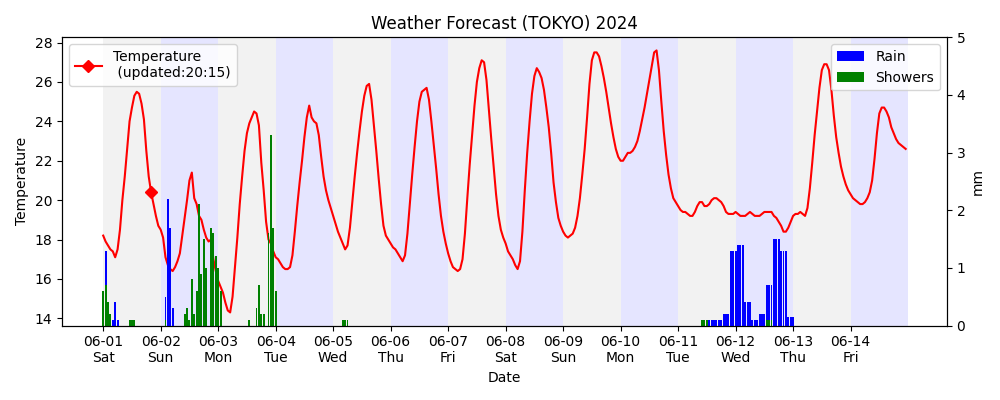 Weather Forecast (TOKYO) 2024
Temperature
(updated:20:15)
Rain
Showers
28
26
24
22
20
18
16
14
Temperature
5
4
3
2
1
0
mm
06-01 06-02 06-03 06-04 06-05 06-06 06-07 06-08 06-09 06-10 06-11 06-12 06-13 06-14
Sat Sun Mon Tue Wed Thu Fri Sat Sun Mon Tue Wed Thu Fri
Date